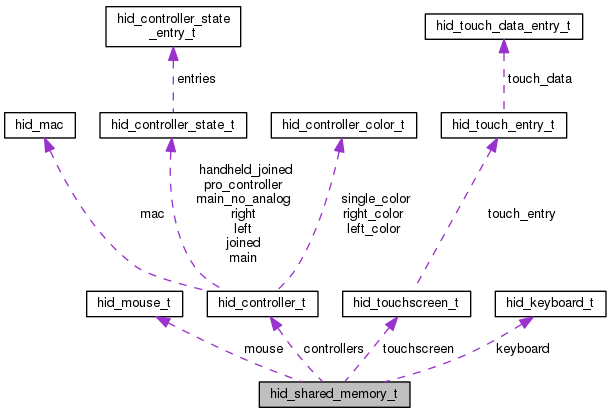 hid_controller_state
_entry_t
hid_touch_data_entry_t
entries
touch_data
hid_mac
hid_controller_state_t
hid_controller_color_t
hid_touch_entry_t
handheld_joined
pro_controller
main_no_analog
right
left
joined
main
mac
single_color
right_color
left_color
touch_entry
hid_mouse_t
hid_controller_t
hid_touchscreen_t
hid_keyboard_t
mouse
controllers
touchscreen
keyboard
hid_shared_memory_t